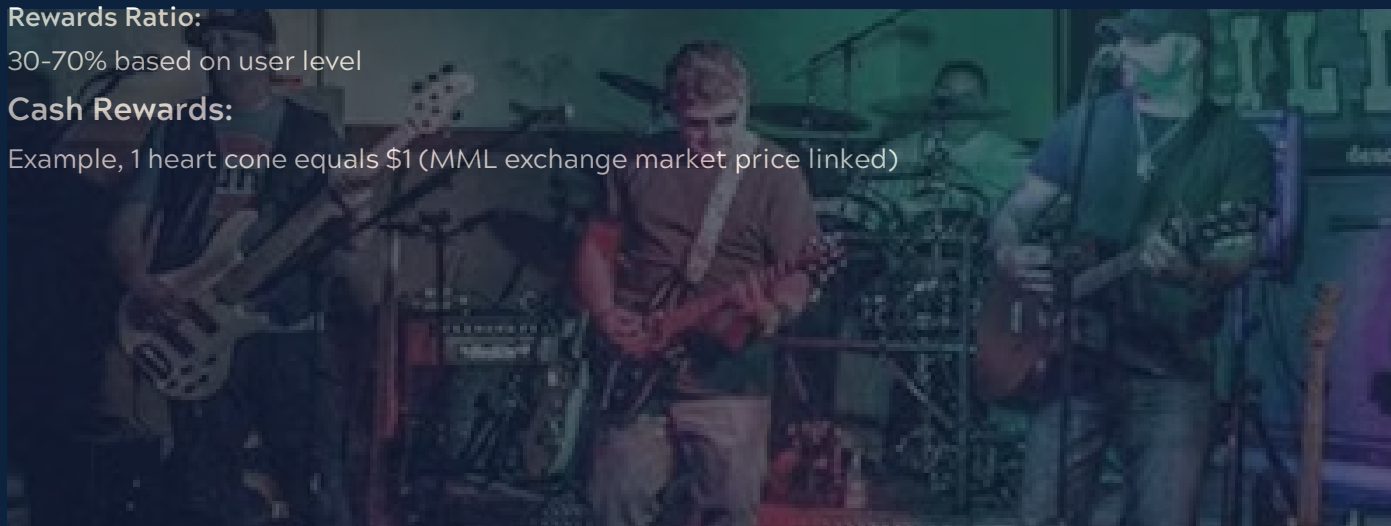 Rewards Ratio:
30-70% based on user level
Cash Rewards:
Example, 1 heart cone equals $1 (MML exchange market price linked)